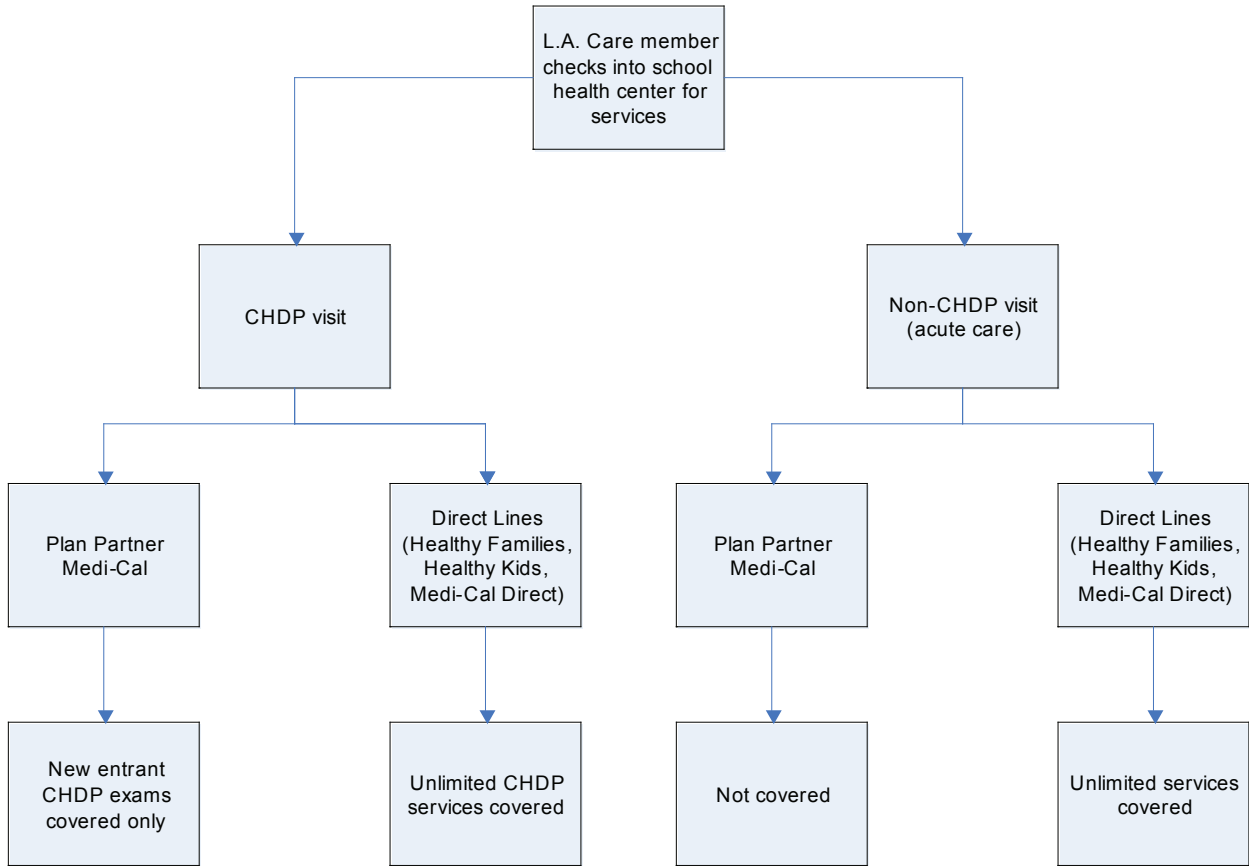 L.A. Care member
checks into school
health center for
services
CHDP visit
Non-CHDP visit
(acute care)
Plan Partner
Medi-Cal
Direct Lines
(Healthy Families,
Healthy Kids,
Medi-Cal Direct)
Plan Partner
Medi-Cal
Direct Lines
(Healthy Families,
Healthy Kids,
Medi-Cal Direct)
New entrant
CHDP exams
covered only
Unlimited CHDP
services covered
Not covered
Unlimited services
covered